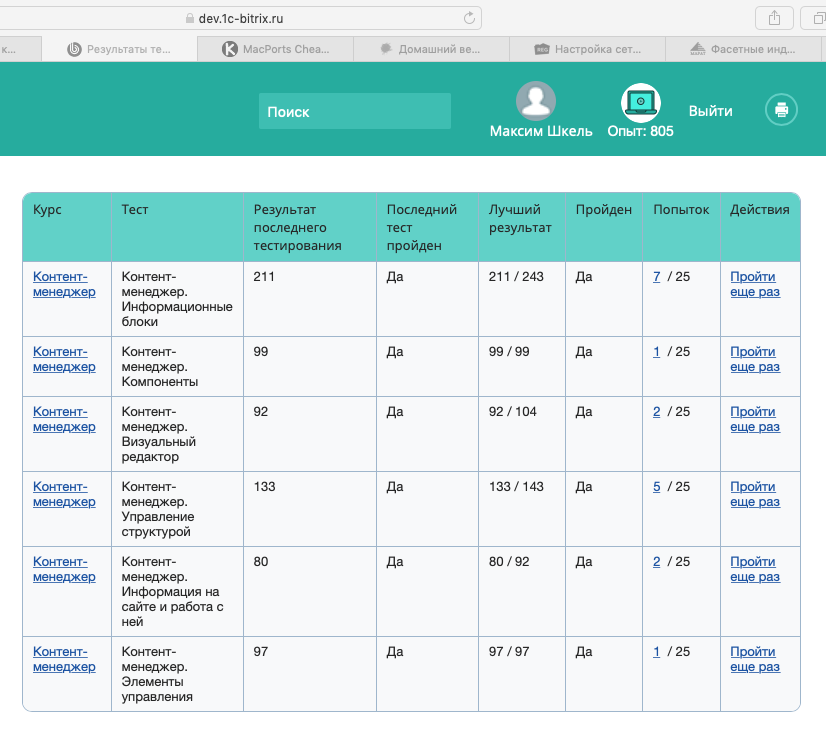 dev.1c-bitrix.ru
к... Результаты те... MacPorts Chea... Домашний ве... Настройка сет... Фасетные инд...
Поиск
Максим Шкель
Опыт: 805
Выйти
Курс Тест Результат последнего тестирования Последний тест пройден Лучший результат Пройден Попыток Действия
Контент-менеджер Контент-менеджер. Информационные блоки 211 Да 211 / 243 Да 7 / 25 Пройти еще раз
Контент-менеджер Контент-менеджер. Компоненты 99 Да 99 / 99 Да 1 / 25 Пройти еще раз
Контент-менеджер Контент-менеджер. Визуальный редактор 92 Да 92 / 104 Да 2 / 25 Пройти еще раз
Контент-менеджер Контент-менеджер. Управление структурой 133 Да 133 / 143 Да 5 / 25 Пройти еще раз
Контент-менеджер Контент-менеджер. Информация на сайте и работа с ней 80 Да 80 / 92 Да 2 / 25 Пройти еще раз
Контент-менеджер Контент-менеджер. Элементы управления 97 Да 97 / 97 Да 1 / 25 Пройти еще раз